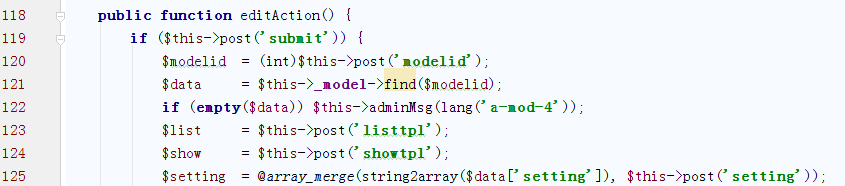 118 public function editAction() {
119 if ($this->post('submit')) {
120 $modelid = (int)$this->post('modelid');
121 $data = $this->_model->find($modelid);
122 if (empty($data)) $this->adminMsg(lang('a-mod-4'));
123 $list = $this->post('listtpl');
124 $show = $this->post('showtpl');
125 $setting = @array_merge(string2array($data['setting']), $this->post('setting'));